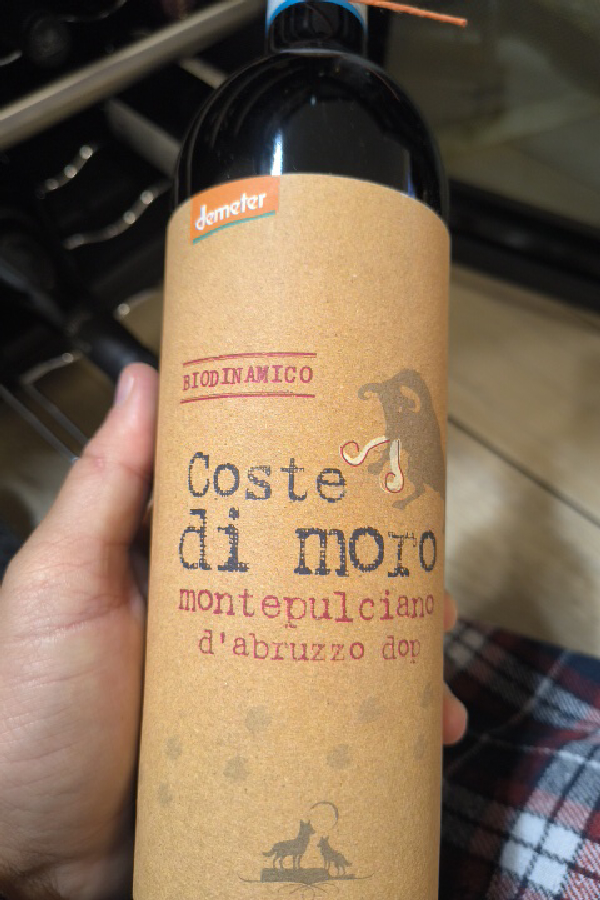 demeter
BIODINAMICO
Coste
di moro
montepulciano
d'abruzzo dop